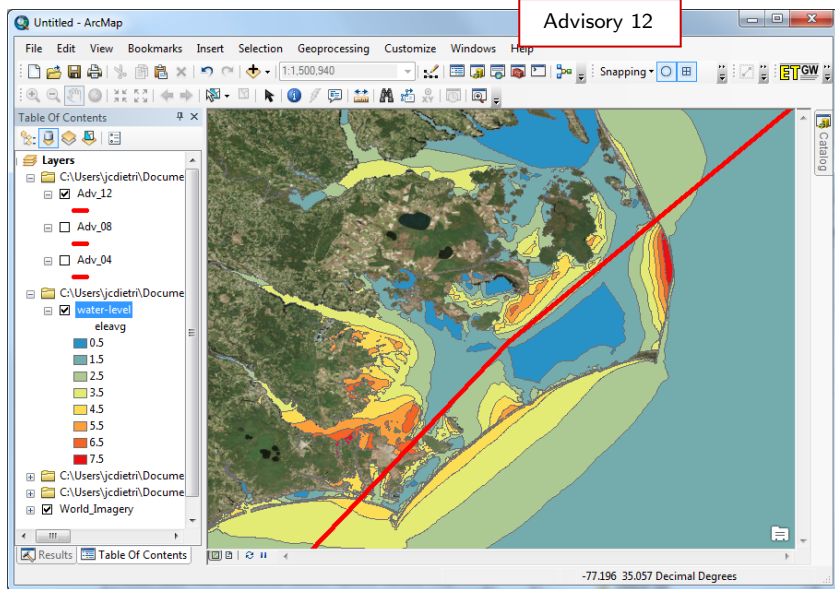 Untitled - ArcMap
Advisory 12
File Edit View Bookmarks Insert Selection Geoprocessing Customize Windows Help
1:1,500,940
Snapping
ET GW
Table Of Contents
Catalog
Layers
C:\Users\jcdietri\Docume
Adv_12
Adv_08
Adv_04
C:\Users\jcdietri\Docume
water-level
eleavg
0.5
1.5
2.5
3.5
4.5
5.5
6.5
7.5
C:\Users\jcdietri\Docume
C:\Users\jcdietri\Docume
World_Imagery
Results Table Of Contents
-77.196 35.057 Decimal Degrees